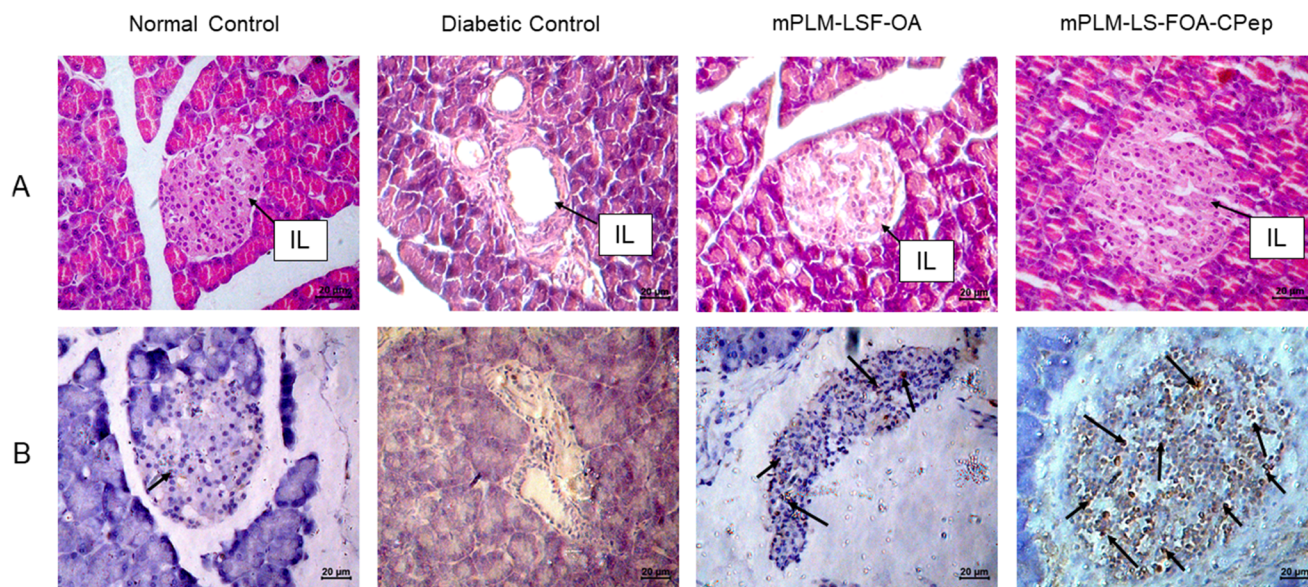 Normal Control
Diabetic Control
mPLM-LSF-OA
mPLM-LS-FOA-CPep
A
IL
20 µm
IL
20 µm
IL
20 µm
IL
20 µm
B
20 µm
20 µm
20 µm
20 µm